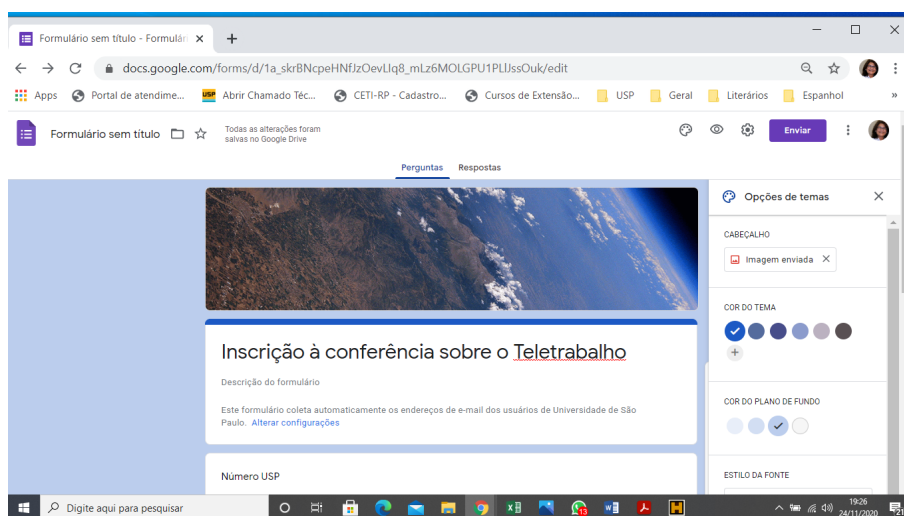 Formulário sem título - Formulári
docs.google.com/forms/d/1a_skrBNcpeHNfJzOevLIq8_mLz6MOLGPU1PLlJssOuk/edit
Apps Portal de atendime... USP Abrir Chamado Téc... CETI-RP - Cadastro... Cursos de Extensão... USP Geral Literários Espanhol »
Formulário sem título
Todas as alterações foram
salvas no Google Drive
Enviar
Perguntas Respostas
Opções de temas
CABEÇALHO
Imagem enviada
COR DO TEMA
Inscrição à conferência sobre o Teletrabalho
Descrição do formulário
Este formulário coleta automaticamente os endereços de e-mail dos usuários de Universidade de São
Paulo. Alterar configurações
COR DO PLANO DE FUNDO
Número USP
ESTILO DA FONTE
Digite aqui para pesquisar
13
19:26
24/11/2020
21